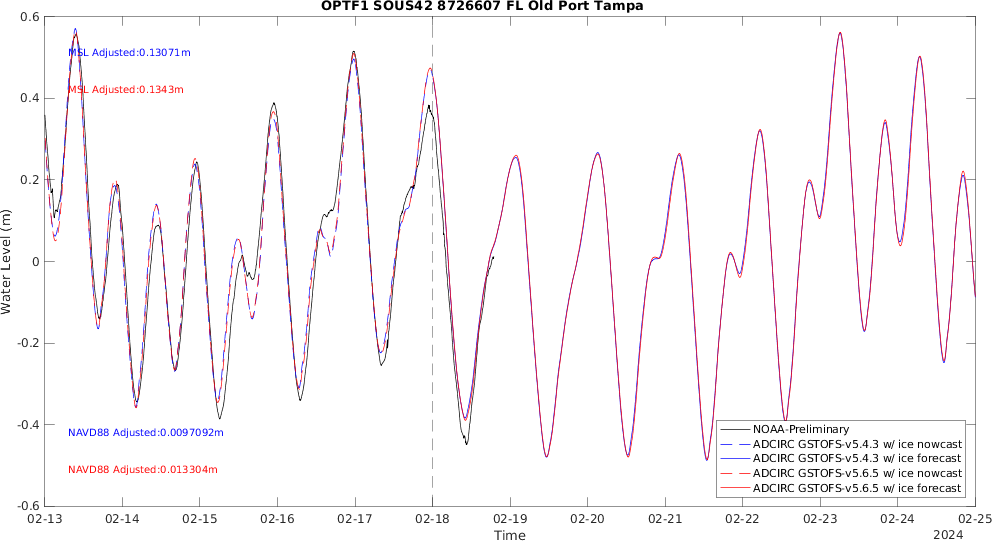 OPTF1 SOUS42 8726607 FL Old Port Tampa
0.6
0.4
0.2
0
-0.2
-0.4
-0.6
Water Level (m)
MSL Adjusted:0.13071m
MSL Adjusted:0.1343m
NAVD88 Adjusted:0.0097092m
NAVD88 Adjusted:0.013304m
NOAA-Preliminary
ADCIRC GSTOFS-v5.4.3 w/ ice nowcast
ADCIRC GSTOFS-v5.4.3 w/ ice forecast
ADCIRC GSTOFS-v5.6.5 w/ ice nowcast
ADCIRC GSTOFS-v5.6.5 w/ ice forecast
02-13 02-14 02-15 02-16 02-17 02-18 02-19 02-20 02-21 02-22 02-23 02-24 02-25
Time
2024